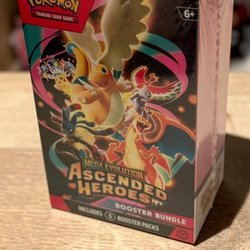 POKÉMON
TRADING CARD GAME
6+
MEGA EVOLUTION
ASCENDED
HEROES
BOOSTER BUNDLE
INCLUDES 6 BOOSTER PACKS